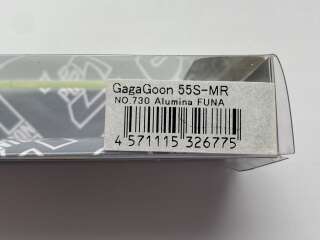 GagaGoon 55S-MR
NO.730 Alumina FUNA
4 571115 326775